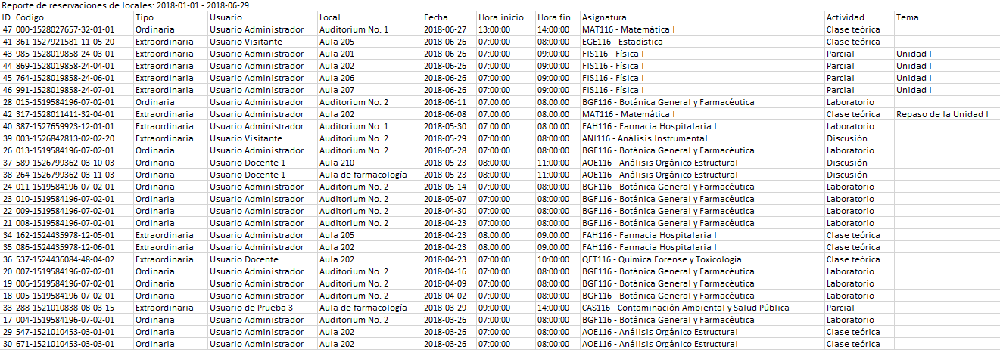 Reporte de reservaciones de locales: 2018-01-01 - 2018-06-29
ID Código Tipo Usuario Local Fecha Hora inicio Hora fin Asignatura Actividad Tema
47 000-1528027657-32-01-01 Ordinaria Usuario Administrador Auditorium No. 1 2018-06-27 13:00:00 14:00:00 MAT116 - Matemática I Clase teórica
41 361-1527921581-11-05-20 Extraordinaria Usuario Visitante Aula 205 2018-06-26 07:00:00 08:00:00 EGE116 - Estadística Clase teórica
43 985-1528019858-24-03-01 Extraordinaria Usuario Administrador Aula 201 2018-06-26 07:00:00 09:00:00 FIS116 - Física I Parcial Unidad I
44 869-1528019858-24-04-01 Extraordinaria Usuario Administrador Aula 202 2018-06-26 07:00:00 09:00:00 FIS116 - Física I Parcial Unidad I
45 764-1528019858-24-06-01 Extraordinaria Usuario Administrador Aula 206 2018-06-26 07:00:00 09:00:00 FIS116 - Física I Parcial Unidad I
46 991-1528019858-24-07-01 Extraordinaria Usuario Administrador Aula 207 2018-06-26 07:00:00 09:00:00 FIS116 - Física I Parcial Unidad I
28 015-1519584196-07-02-01 Ordinaria Usuario Administrador Auditorium No. 2 2018-06-11 07:00:00 08:00:00 BGF116 - Botánica General y Farmacéutica Laboratorio
42 317-1528011411-32-04-01 Extraordinaria Usuario Administrador Aula 202 2018-06-08 07:00:00 08:00:00 MAT116 - Matemática I Clase teórica Repaso de la Unidad I
40 387-1527659923-12-01-01 Extraordinaria Usuario Administrador Auditorium No. 1 2018-05-30 07:00:00 08:00:00 FAH116 - Farmacia Hospitalaria I Laboratorio
39 003-1526842813-02-02-20 Extraordinaria Usuario Visitante Auditorium No. 2 2018-05-29 07:00:00 08:00:00 ANI116 - Análisis Instrumental Discusión
26 013-1519584196-07-02-01 Ordinaria Usuario Administrador Auditorium No. 2 2018-05-28 07:00:00 08:00:00 BGF116 - Botánica General y Farmacéutica Laboratorio
37 589-1526799362-03-10-03 Ordinaria Usuario Docente 1 Aula 210 2018-05-23 08:00:00 11:00:00 AOE116 - Análisis Orgánico Estructural Discusión
38 264-1526799362-03-11-03 Ordinaria Usuario Docente 1 Aula de farmacología 2018-05-23 08:00:00 11:00:00 AOE116 - Análisis Orgánico Estructural Discusión
24 011-1519584196-07-02-01 Ordinaria Usuario Administrador Auditorium No. 2 2018-05-14 07:00:00 08:00:00 BGF116 - Botánica General y Farmacéutica Laboratorio
23 010-1519584196-07-02-01 Ordinaria Usuario Administrador Auditorium No. 2 2018-05-07 07:00:00 08:00:00 BGF116 - Botánica General y Farmacéutica Laboratorio
22 009-1519584196-07-02-01 Ordinaria Usuario Administrador Auditorium No. 2 2018-04-30 07:00:00 08:00:00 BGF116 - Botánica General y Farmacéutica Laboratorio
21 008-1519584196-07-02-01 Ordinaria Usuario Administrador Auditorium No. 2 2018-04-23 07:00:00 08:00:00 BGF116 - Botánica General y Farmacéutica Laboratorio
34 162-1524435978-12-05-01 Extraordinaria Usuario Administrador Aula 205 2018-04-23 08:00:00 09:00:00 FAH116 - Farmacia Hospitalaria I Clase teórica
35 086-1524435978-12-06-01 Extraordinaria Usuario Administrador Aula 202 2018-04-23 08:00:00 09:00:00 FAH116 - Farmacia Hospitalaria I Clase teórica
36 537-1524436084-48-04-02 Extraordinaria Usuario Docente Aula 202 2018-04-23 07:00:00 10:00:00 QFT116 - Química Forense y Toxicología Clase teórica
20 007-1519584196-07-02-01 Ordinaria Usuario Administrador Auditorium No. 2 2018-04-16 07:00:00 08:00:00 BGF116 - Botánica General y Farmacéutica Laboratorio
19 006-1519584196-07-02-01 Ordinaria Usuario Administrador Auditorium No. 2 2018-04-09 07:00:00 08:00:00 BGF116 - Botánica General y Farmacéutica Laboratorio
18 005-1519584196-07-02-01 Ordinaria Usuario Administrador Auditorium No. 2 2018-04-02 07:00:00 08:00:00 BGF116 - Botánica General y Farmacéutica Laboratorio
33 288-1521010838-08-03-15 Extraordinaria Usuario de Prueba 3 Aula de farmacología 2018-03-29 09:00:00 14:00:00 CAS116 - Contaminación Ambiental y Salud Pública Parcial
17 004-1519584196-07-02-01 Ordinaria Usuario Administrador Auditorium No. 2 2018-03-26 07:00:00 08:00:00 BGF116 - Botánica General y Farmacéutica Laboratorio
29 547-1521010453-03-01-01 Ordinaria Usuario Administrador Aula 202 2018-03-26 07:00:00 08:00:00 AOE116 - Análisis Orgánico Estructural Clase teórica
30 671-1521010453-03-03-01 Ordinaria Usuario Administrador Aula 202 2018-03-26 07:00:00 08:00:00 AOE116 - Análisis Orgánico Estructural Clase teórica